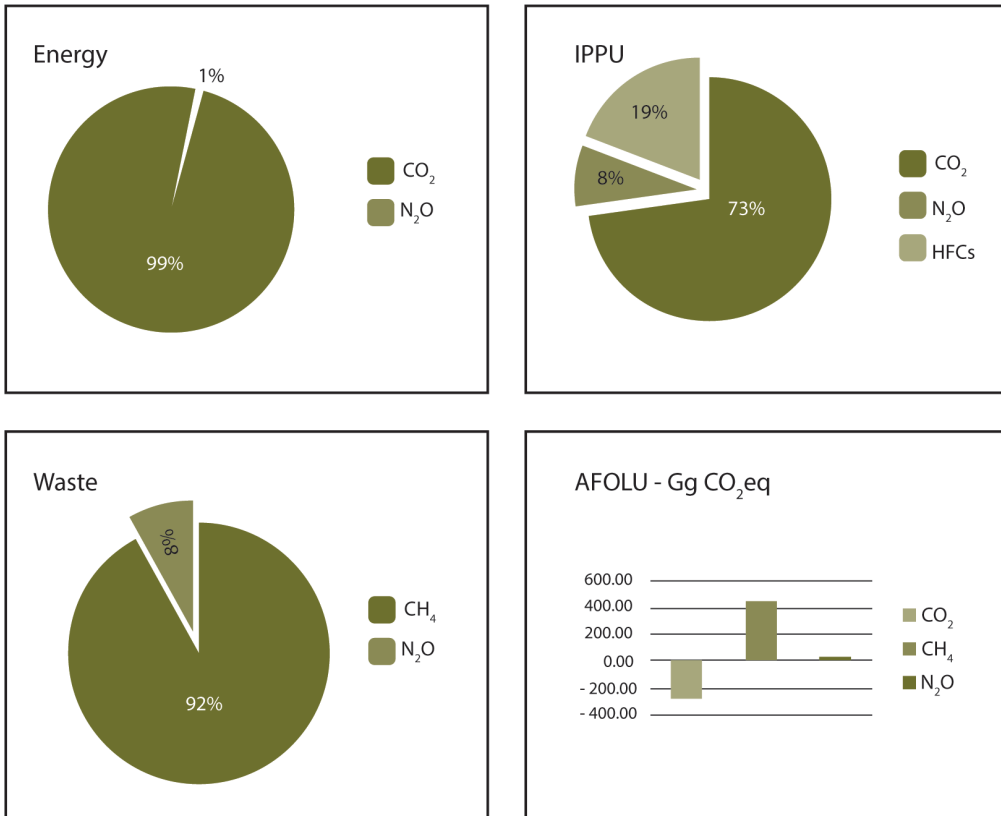 Energy
1%
99%
CO₂
N₂O
IPPU
19%
8%
73%
CO₂
N₂O
HFCs
Waste
8%
92%
CH₄
N₂O
AFOLU - Gg CO₂eq
600.00
400.00
200.00
0.00
- 200.00
- 400.00
CO₂
CH₄
N₂O